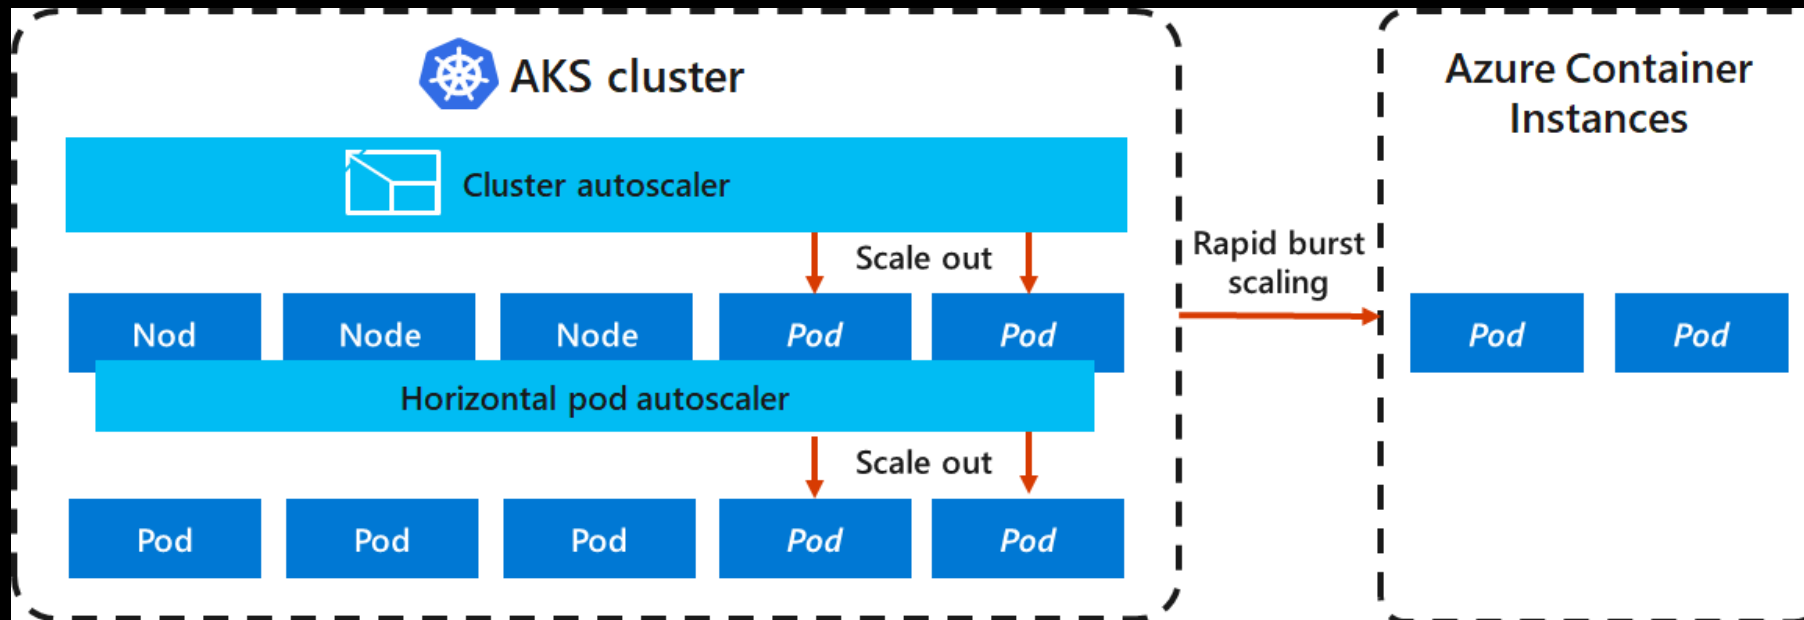 AKS cluster
Azure Container
Instances
Cluster autoscaler
Scale out
Rapid burst
scaling
Nod
Node
Node
Pod
Pod
Pod
Pod
Horizontal pod autoscaler
Scale out
Pod
Pod
Pod
Pod
Pod